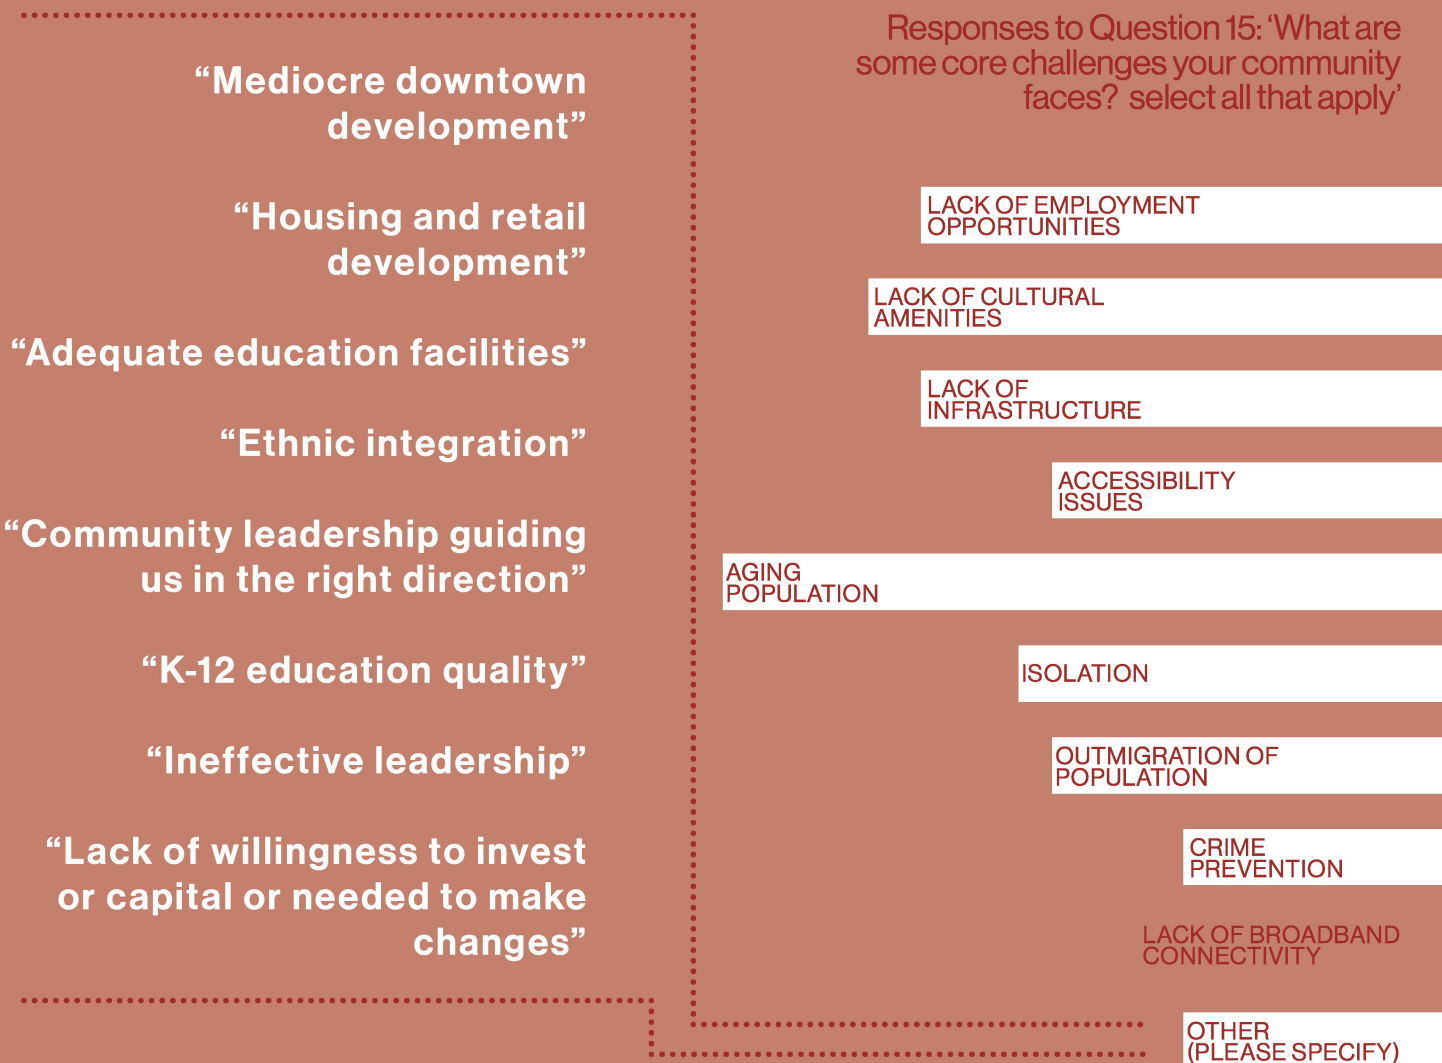 “Mediocre downtown
development”
“Housing and retail
development”
“Adequate education facilities”
“Ethnic integration”
“Community leadership guiding
us in the right direction”
“K-12 education quality”
“Ineffective leadership”
“Lack of willingness to invest
or capital or needed to make
changes”
Responses to Question 15: ‘What are
some core challenges your community
faces? select all that apply’
LACK OF EMPLOYMENT
OPPORTUNITIES
LACK OF CULTURAL
AMENITIES
LACK OF
INFRASTRUCTURE
ACCESSIBILITY
ISSUES
AGING
POPULATION
ISOLATION
OUTMIGRATION OF
POPULATION
CRIME
PREVENTION
LACK OF BROADBAND
CONNECTIVITY
OTHER
(PLEASE SPECIFY)